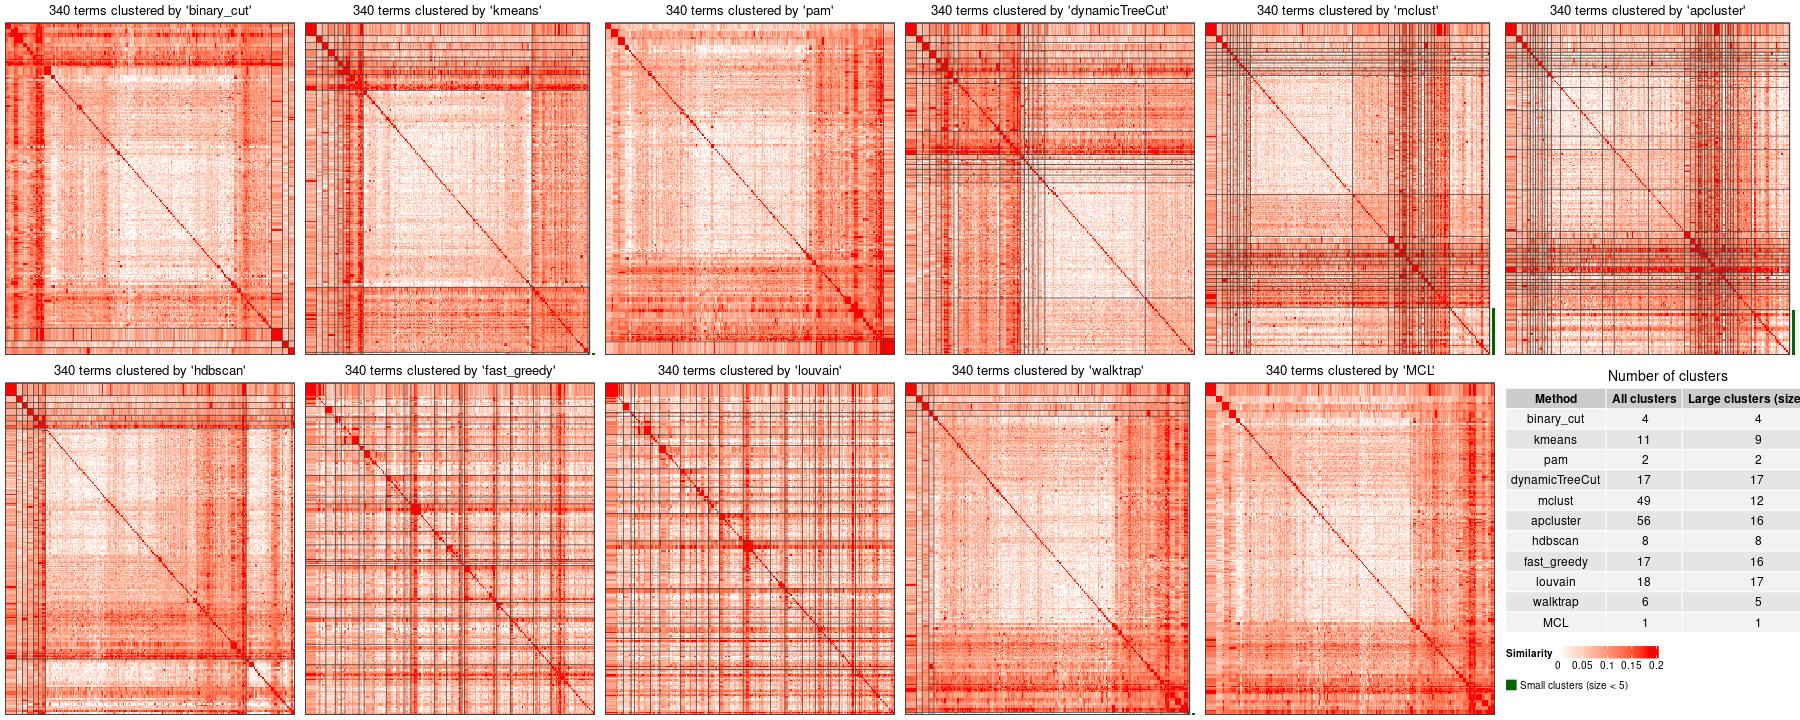 340 terms clustered by 'binary_cut'
340 terms clustered by 'kmeans'
340 terms clustered by 'pam'
340 terms clustered by 'dynamicTreeCut'
340 terms clustered by 'mclust'
340 terms clustered by 'apcluster'
340 terms clustered by 'hdbscan'
340 terms clustered by 'fast_greedy'
340 terms clustered by 'louvain'
340 terms clustered by 'walktrap'
340 terms clustered by 'MCL'
Number of clusters
Method All clusters Large clusters (size
binary_cut 4 4
kmeans 11 9
pam 2 2
dynamicTreeCut 17 17
mclust 49 12
apcluster 56 16
hdbscan 8 8
fast_greedy 17 16
louvain 18 17
walktrap 6 5
MCL 1 1
Similarity
0 0.05 0.1 0.15 0.2
Small clusters (size < 5)